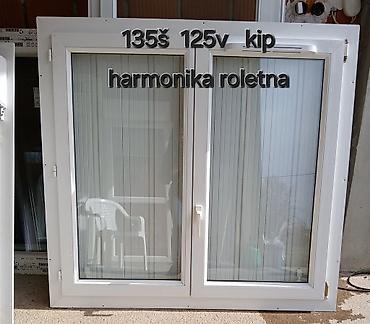 135š 125v kip
harmonika roletna